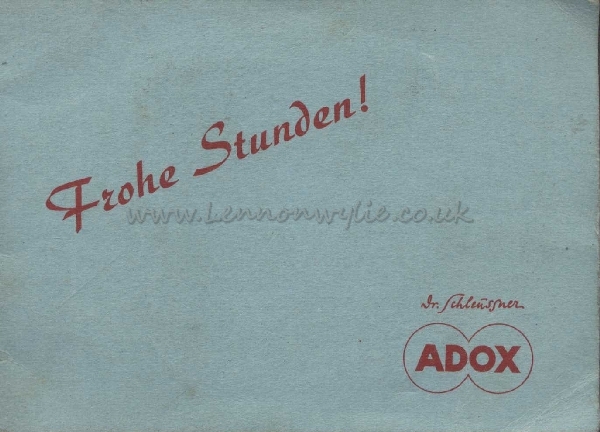 Frohe Stunden!
www.Lennonwylie.co.uk
Dr. Schleussner
ADOX